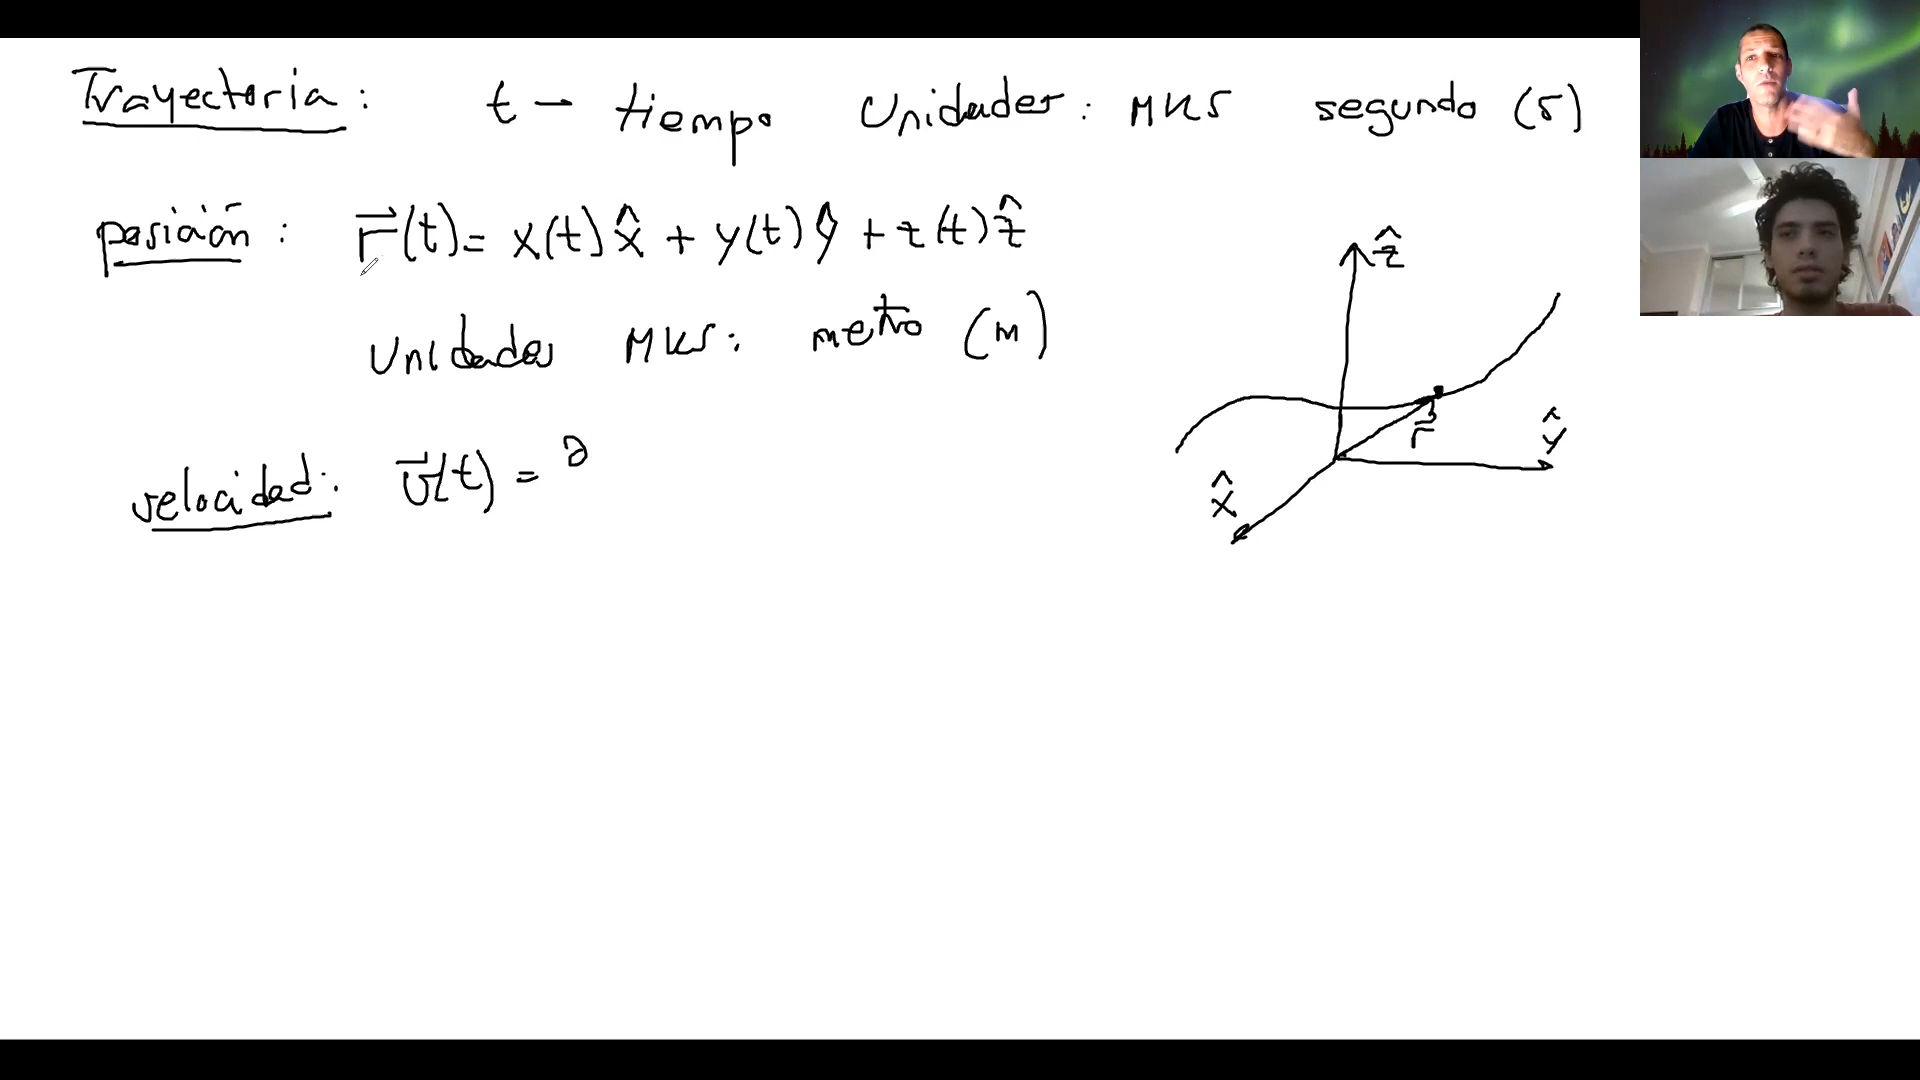 Trayectoria: t – tiempo Unidades: MKS segundo (s)
posición: r⃗(t)= x(t) x̂ + y(t) ŷ + z(t) ẑ
Unidades MKS: metro (m)
velocidad: v⃗(t) = ∂
ẑ
r⃗
ŷ
x̂